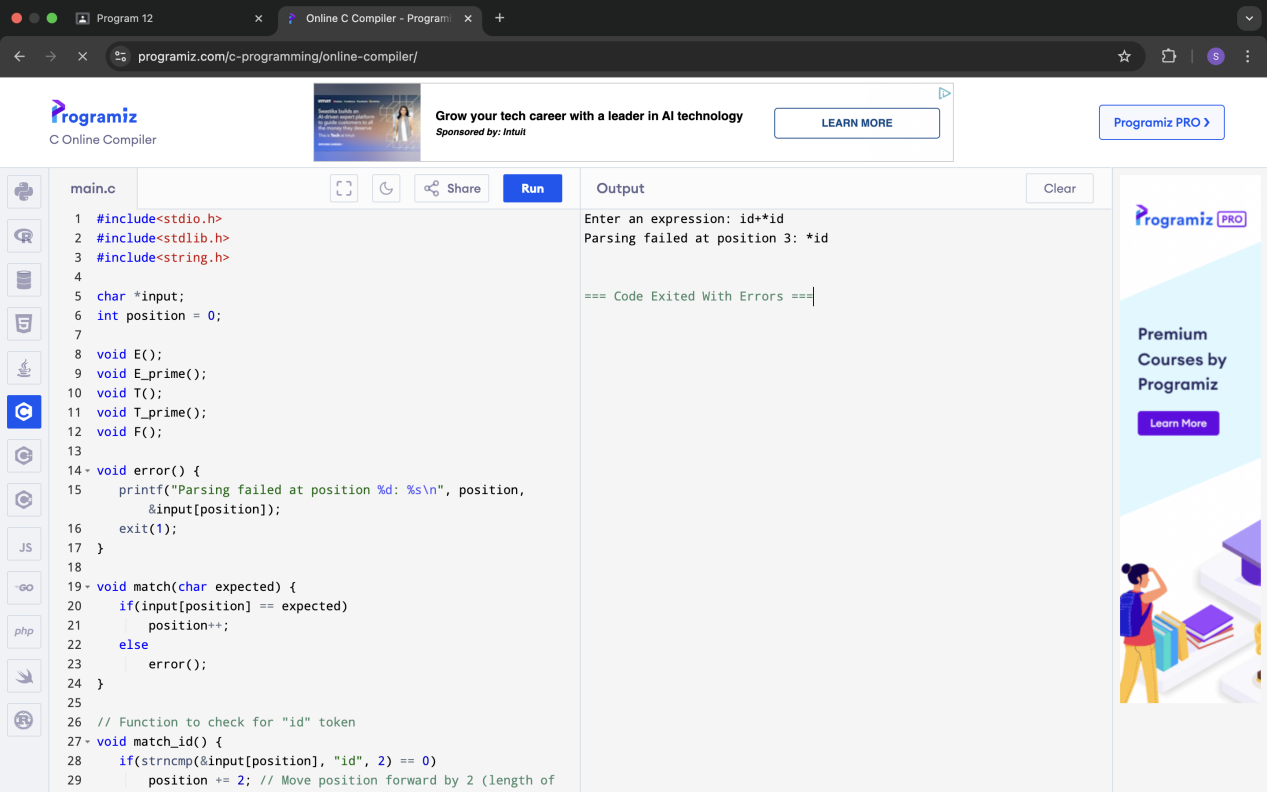 Program 12
Online C Compiler - Programi
programiz.com/c-programming/online-compiler/
S
Programiz
C Online Compiler
Grow your tech career with a leader in AI technology
Sponsored by: Intuit
LEARN MORE
Programiz PRO
main.c
Share
Run
Output
Clear
1 #include<stdio.h>
2 #include<stdlib.h>
3 #include<string.h>
4
5 char *input;
6 int position = 0;
7
8 void E();
9 void E_prime();
10 void T();
11 void T_prime();
12 void F();
13
14 void error() {
15 printf("Parsing failed at position %d: %s\n", position,
&input[position]);
16 exit(1);
17 }
18
19 void match(char expected) {
20 if(input[position] == expected)
21 position++;
22 else
23 error();
24 }
25
26 // Function to check for "id" token
27 void match_id() {
28 if(strncmp(&input[position], "id", 2) == 0)
29 position += 2; // Move position forward by 2 (length of
Enter an expression: id+*id
Parsing failed at position 3: *id
=== Code Exited With Errors ===
JS
GO
php
Programiz PRO
Premium
Courses by
Programiz
Learn More